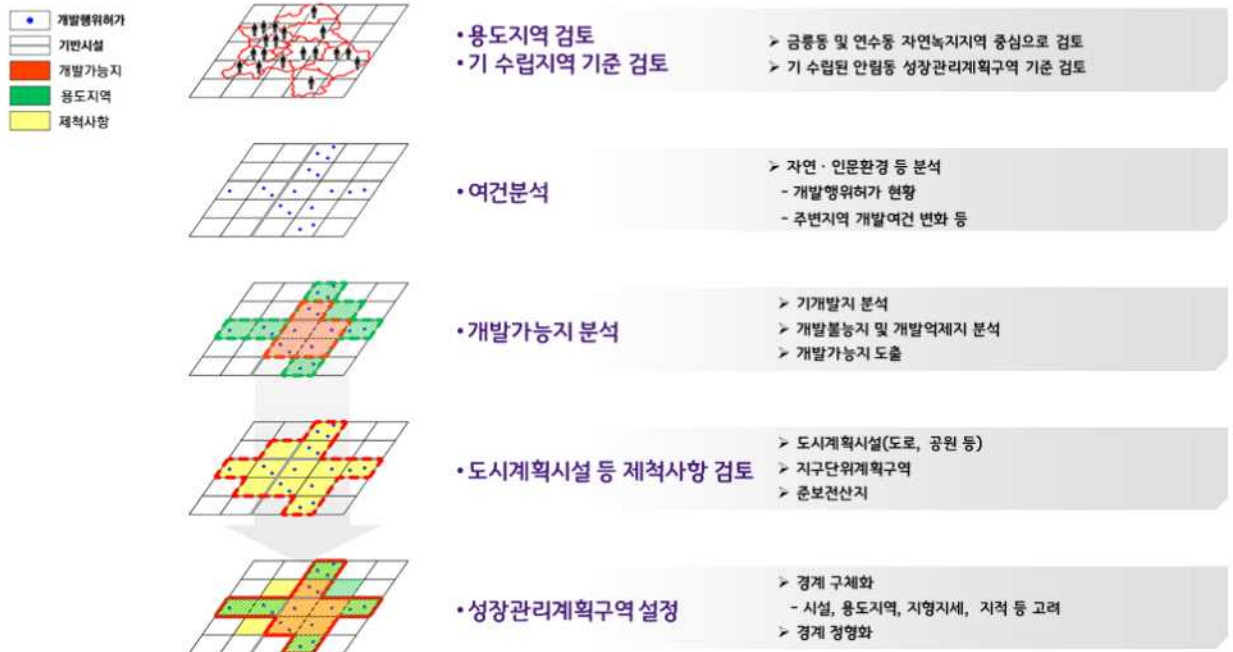 개발행위허가
기반시설
개발가능지
용도지역
제척사항
• 용도지역 검토
• 기 수립지역 기준 검토
➢ 금릉동 및 연수동 자연녹지지역 중심으로 검토
➢ 기 수립된 안림동 성장관리계획구역 기준 검토
• 여건분석
➢ 자연 · 인문환경 등 분석
- 개발행위허가 현황
- 주변지역 개발여건 변화 등
• 개발가능지 분석
➢ 기개발지 분석
➢ 개발불능지 및 개발억제지 분석
➢ 개발가능지 도출
• 도시계획시설 등 제척사항 검토
➢ 도시계획시설(도로, 공원 등)
➢ 지구단위계획구역
➢ 준보전산지
• 성장관리계획구역 설정
➢ 경계 구체화
- 시설, 용도지역, 지형지세, 지적 등 고려
➢ 경계 정형화